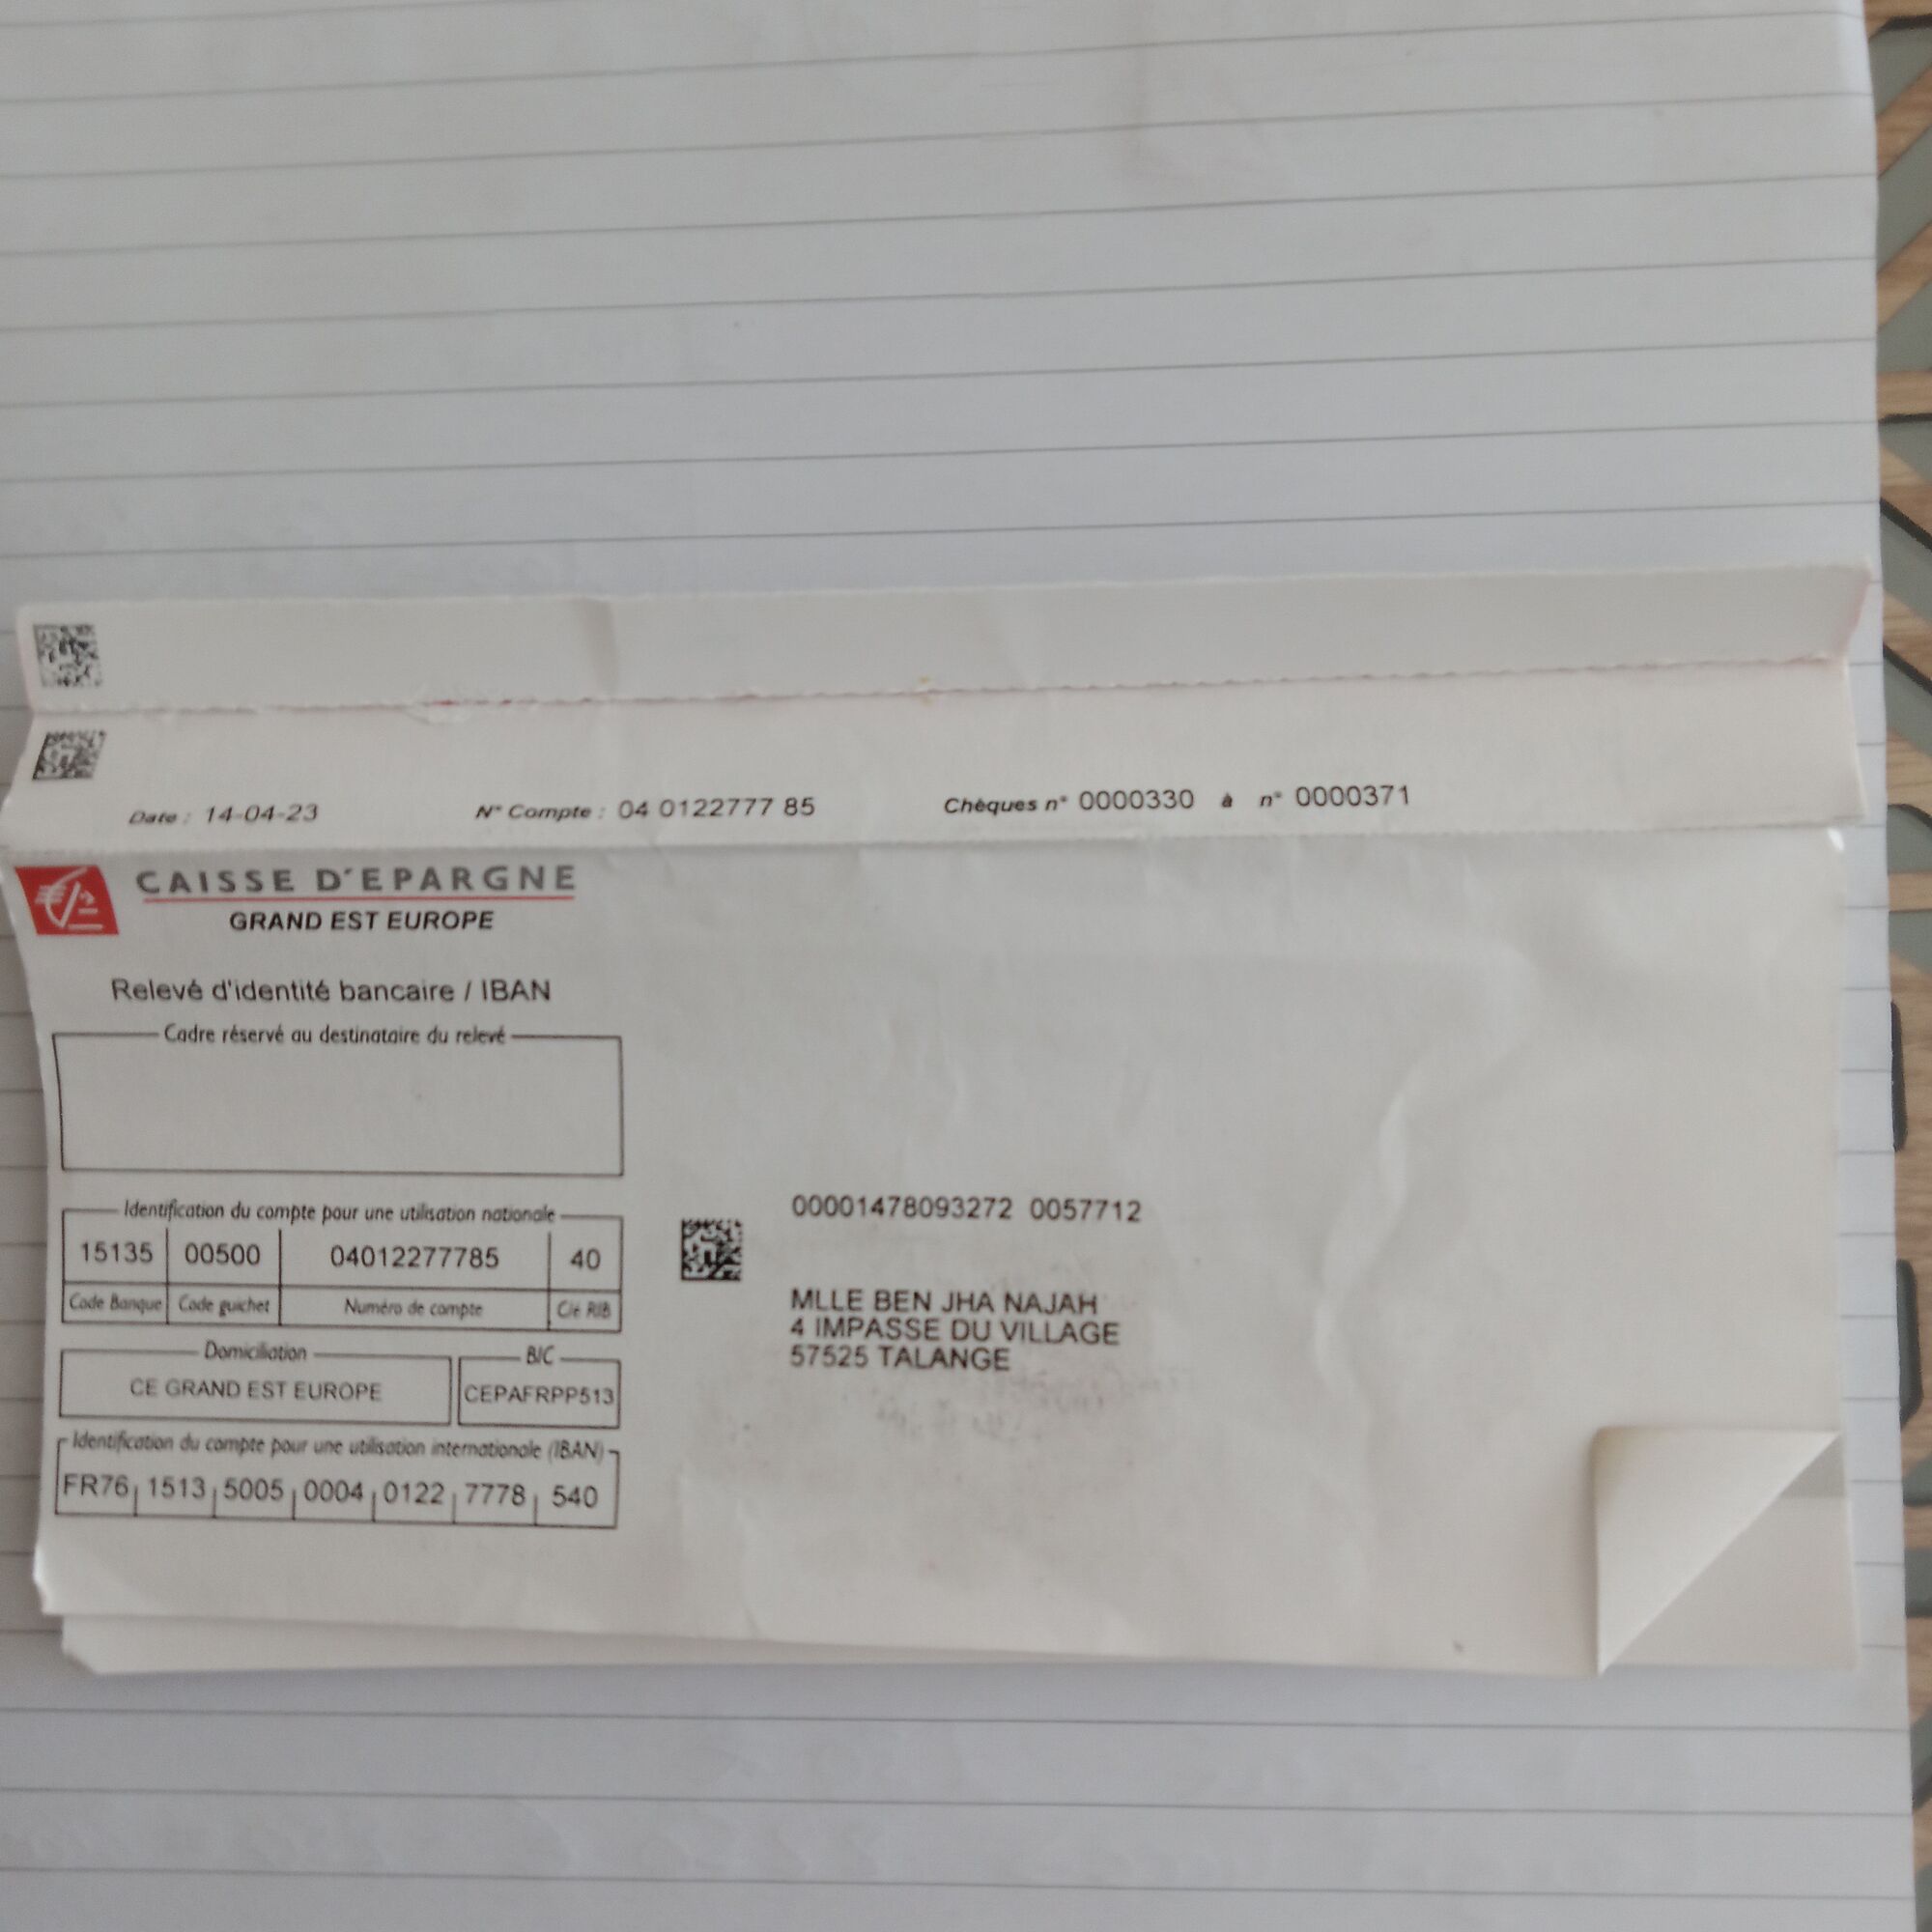 Date : 14-04-23 N° Compte : 04 0122777 85 Chèques n° 0000330 à n° 0000371
CAISSE D'EPARGNE
GRAND EST EUROPE
Relevé d'identité bancaire / IBAN
Cadre réservé au destinataire du relevé
Identification du compte pour une utilisation nationale
15135 00500 04012277785 40
Code Banque Code guichet Numéro de compte Clé RIB
Domiciliation BIC
CE GRAND EST EUROPE CEPAFRPP513
Identification du compte pour une utilisation internationale (IBAN)
FR76 1513 5005 0004 0122 7778 540
00001478093272 0057712
MLLE BEN JHA NAJAH
4 IMPASSE DU VILLAGE
57525 TALANGE